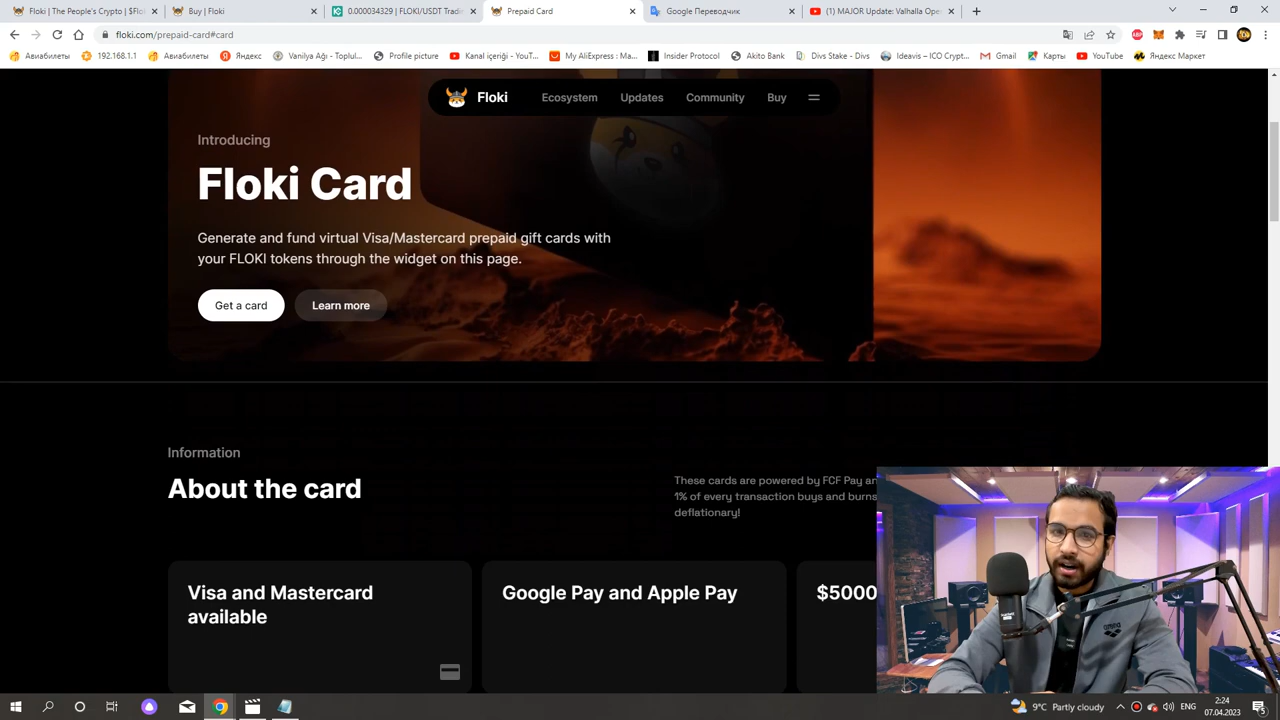 Floki | The People's Crypto | $Flo
Buy | Floki
0.000034329 | FLOKI/USDT Trade
Prepaid Card
Google Переводчик
(1) MAJOR Update: Valhalla Ope
floki.com/prepaid-card#card
Авиабилеты
192.168.1.1
Авиабилеты
Яндекс
Vanilya Ağı - Toplul...
Profile picture
Kanal içeriği - YouT...
My AliExpress : Ma...
Insider Protocol
Akito Bank
Divs Stake - Divs
Ideavis – ICO Crypt...
Gmail
Карты
YouTube
Яндекс Маркет
Floki
Ecosystem
Updates
Community
Buy
Introducing
Floki Card
Generate and fund virtual Visa/Mastercard prepaid gift cards with
your FLOKI tokens through the widget on this page.
Get a card
Learn more
Information
About the card
These cards are powered by FCF Pay an
1% of every transaction buys and burns
deflationary!
Visa and Mastercard
available
Google Pay and Apple Pay
$5000
arena
9°C Partly cloudy
ENG
2:24
07.04.2023
5